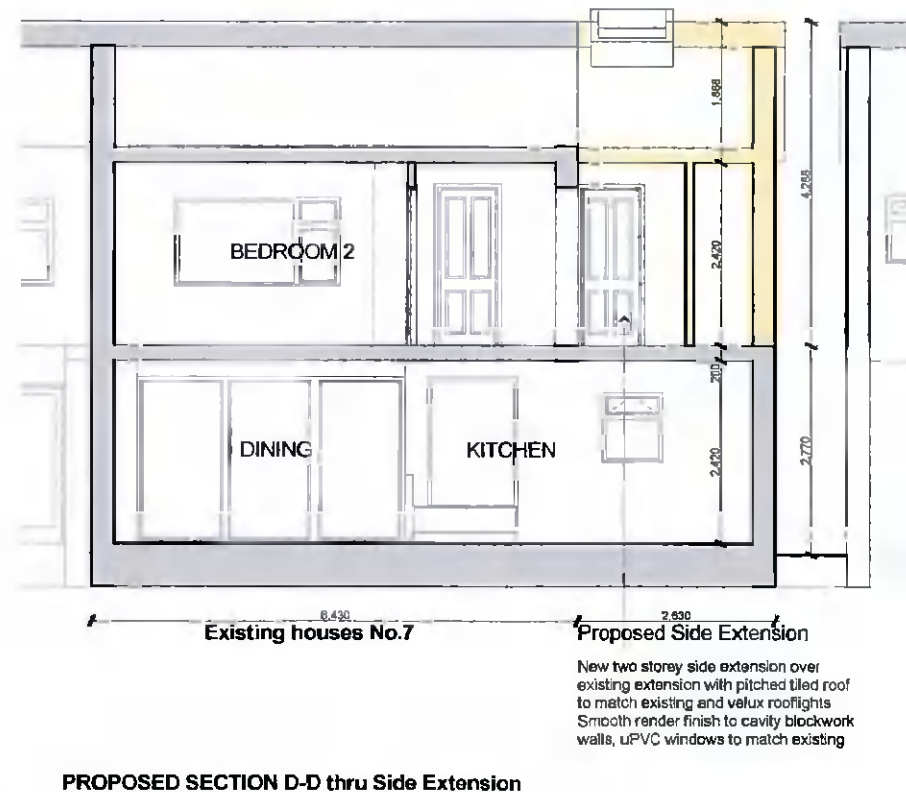 1,868
4,268
BEDROOM 2
2,420
200
DINING
KITCHEN
2,420
2,770
6,430
2,630
Existing houses No.7
Proposed Side Extension
New two storey side extension over
existing extension with pitched tiled roof
to match existing and velux rooflights
Smooth render finish to cavity blockwork
walls, uPVC windows to match existing
PROPOSED SECTION D-D thru Side Extension